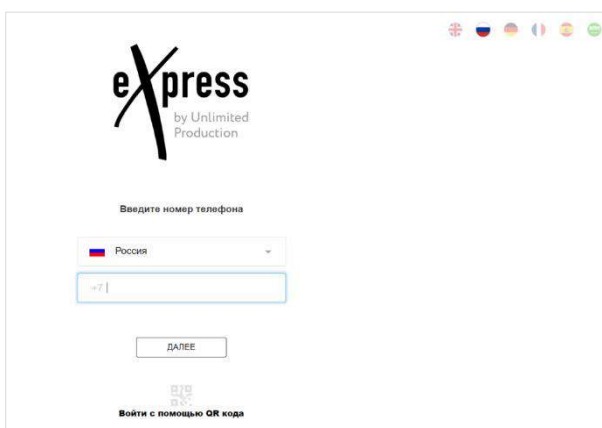 eXpress
by Unlimited
Production
Введите номер телефона
Россия
+7
ДАЛЕЕ
Войти с помощью QR кода